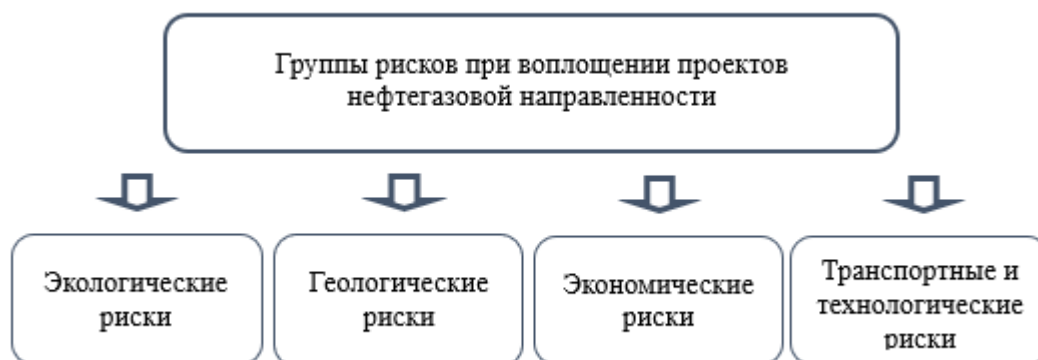 Группы рисков при воплощении проектов
нефтегазовой направленности
Экологические
риски
Геологические
риски
Экономические
риски
Транспортные и
технологические
риски